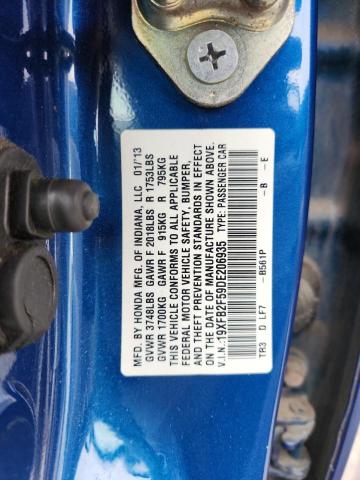 MFD. BY HONDA MFG. OF INDIANA, LLC 01/13
GVWR 3748LBS GAWR F 2018LBS R 1753LBS
GVWR 1700KG GAWR F 915KG R 795KG
THIS VEHICLE CONFORMS TO ALL APPLICABLE
FEDERAL MOTOR VEHICLE SAFETY, BUMPER,
AND THEFT PREVENTION STANDARDS IN EFFECT
ON THE DATE OF MANUFACTURE SHOWN ABOVE.
V.I.N.:19XFB2F59DE206935 TYPE:PASSENGER CAR
TR3 D LF7 -B561P -B -E